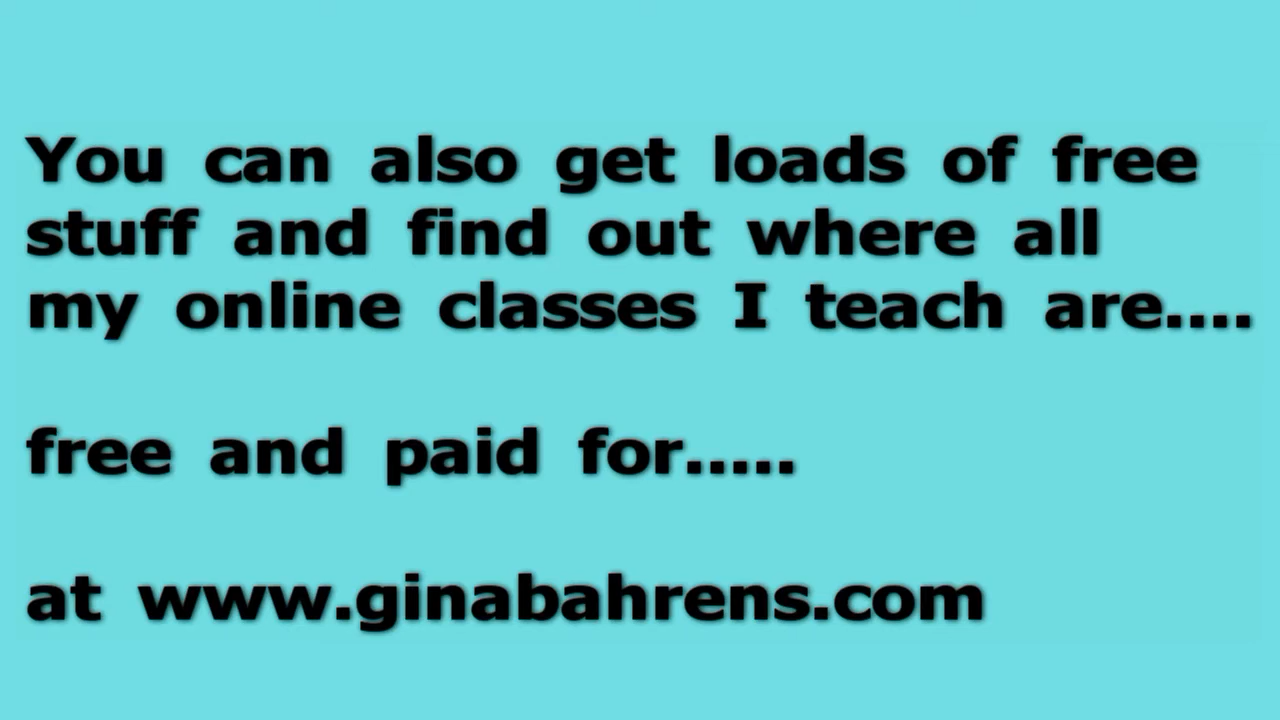 You can also get loads of free
stuff and find out where all
my online classes I teach are....
free and paid for.....
at www.ginabahrens.com